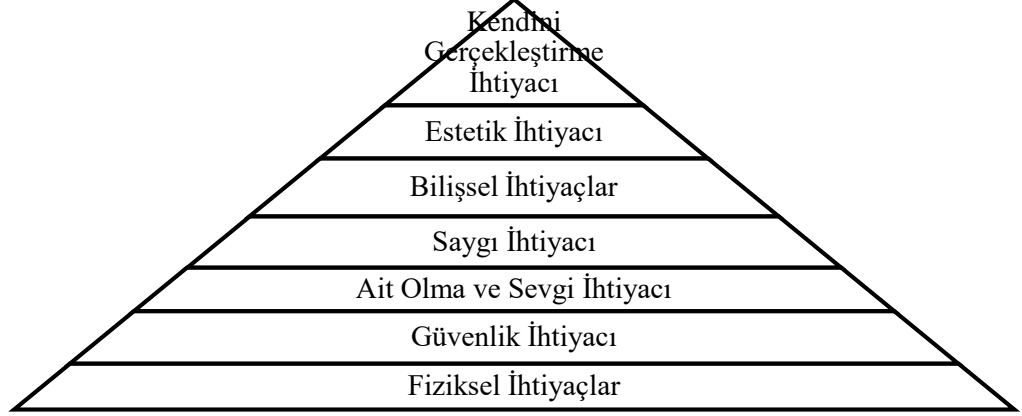 Kendini
Gerçekleştirme
İhtiyacı
Estetik İhtiyacı
Bilişsel İhtiyaçlar
Saygı İhtiyacı
Ait Olma ve Sevgi İhtiyacı
Güvenlik İhtiyacı
Fiziksel İhtiyaçlar